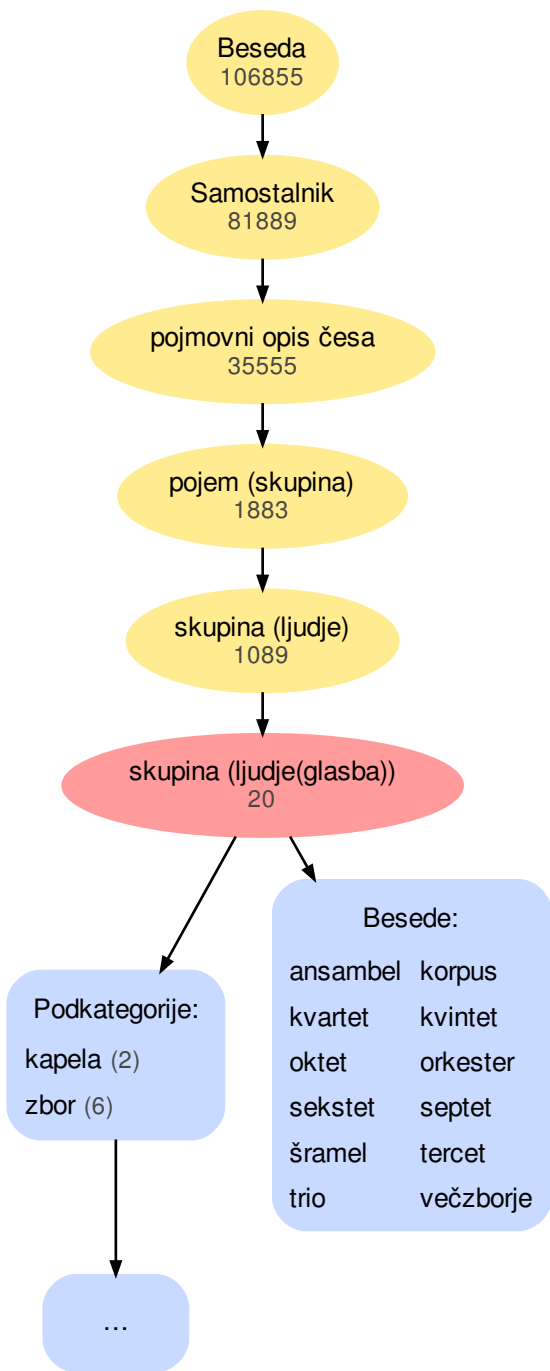 Beseda
106855
Samostalnik
81889
pojmovni opis česa
35555
pojem (skupina)
1883
skupina (ljudje)
1089
skupina (ljudje(glasba))
20
Podkategorije:
kapela (2)
zbor (6)
...
Besede:
ansambel korpus
kvartet kvintet
oktet orkester
sekstet septet
šramel tercet
trio večzborje